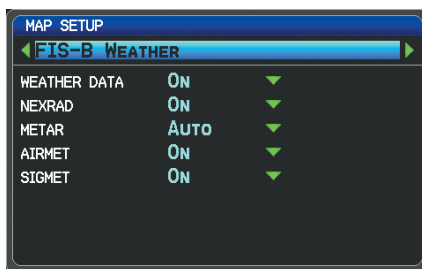 MAP SETUP
FIS-B WEATHER
WEATHER DATA ON
NEXRAD ON
METAR AUTO
AIRMET ON
SIGMET ON